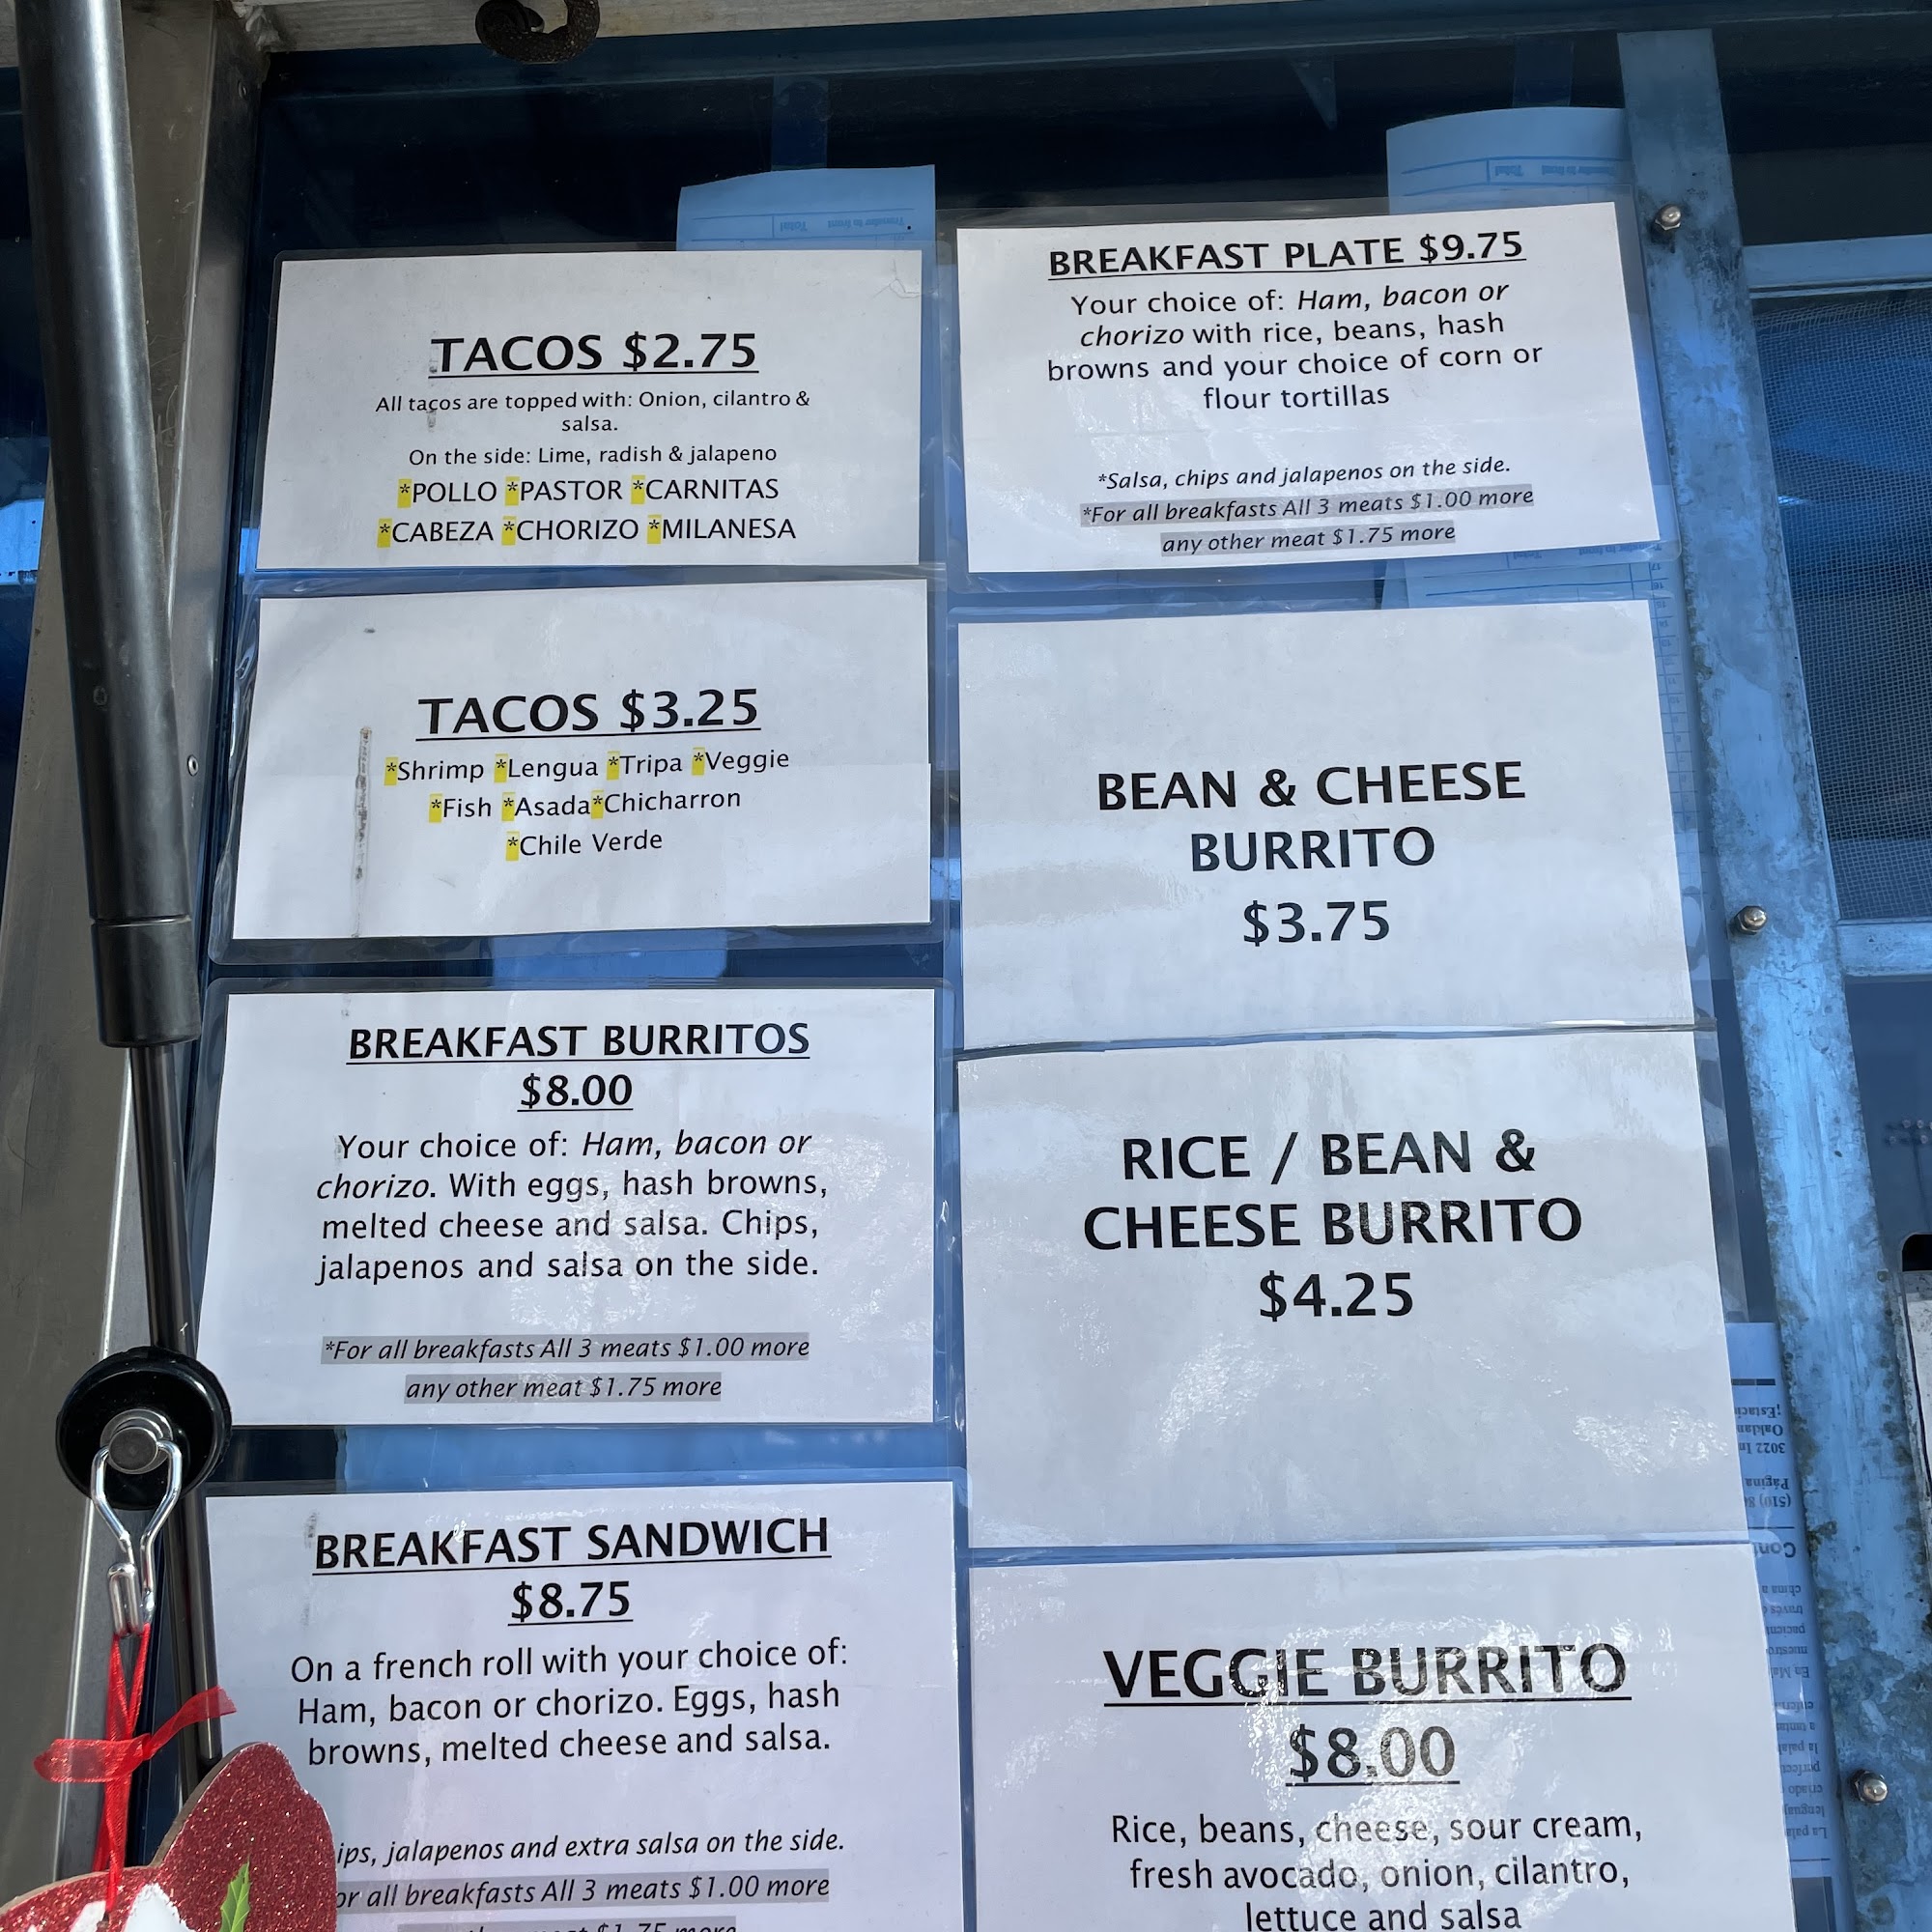 TACOS $2.75
All tacos are topped with: Onion, cilantro &
salsa.
On the side: Lime, radish & jalapeno
*POLLO *PASTOR *CARNITAS
*CABEZA *CHORIZO *MILANESA
TACOS $3.25
*Shrimp *Lengua *Tripa *Veggie
*Fish *Asada*Chicharron
*Chile Verde
BREAKFAST BURRITOS
$8.00
Your choice of: Ham, bacon or
chorizo. With eggs, hash browns,
melted cheese and salsa. Chips,
jalapenos and salsa on the side.
*For all breakfasts All 3 meats $1.00 more
any other meat $1.75 more
BREAKFAST SANDWICH
$8.75
On a french roll with your choice of:
Ham, bacon or chorizo. Eggs, hash
browns, melted cheese and salsa.
ips, jalapenos and extra salsa on the side.
or all breakfasts All 3 meats $1.00 more
$1.75 more
BREAKFAST PLATE $9.75
Your choice of: Ham, bacon or
chorizo with rice, beans, hash
browns and your choice of corn or
flour tortillas
*Salsa, chips and jalapenos on the side.
*For all breakfasts All 3 meats $1.00 more
any other meat $1.75 more
BEAN & CHEESE
BURRITO
$3.75
RICE / BEAN &
CHEESE BURRITO
$4.25
VEGGIE BURRITO
$8.00
Rice, beans, cheese, sour cream,
fresh avocado, onion, cilantro,
lettuce and salsa